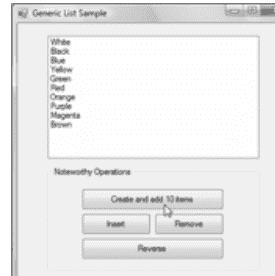 Generic List Sample
White
Black
Blue
Yellow
Green
Red
Orange
Purple
Magenta
Brown
Noteworthy Operations
Create and add 10 items
Insert
Remove
Reverse